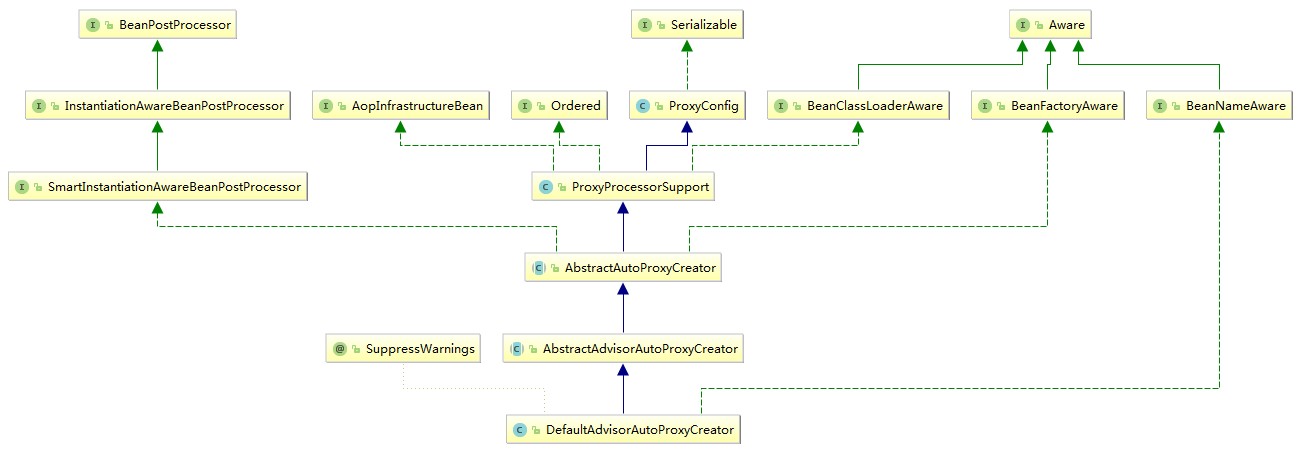 BeanPostProcessor
Serializable
Aware
InstantiationAwareBeanPostProcessor
AopInfrastructureBean
Ordered
ProxyConfig
BeanClassLoaderAware
BeanFactoryAware
BeanNameAware
SmartInstantiationAwareBeanPostProcessor
ProxyProcessorSupport
AbstractAutoProxyCreator
SuppressWarnings
AbstractAdvisorAutoProxyCreator
DefaultAdvisorAutoProxyCreator